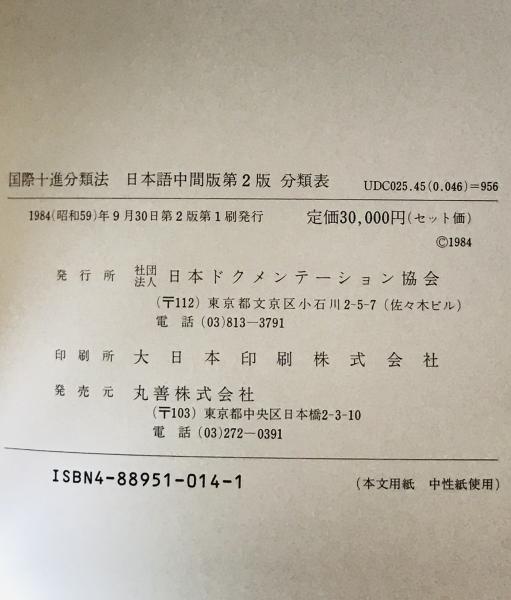 国際十進分類法 日本語中間版第2版 分類表 UDC025.45(0.046)=956
1984(昭和59)年9月30日第2版第1刷発行 定価30,000円(セット価)
©1984
発行所 社団法人 日本ドクメンテーション協会
(〒112) 東京都文京区小石川2-5-7 (佐々木ビル)
電話 (03)813—3791
印刷所 大日本印刷株式会社
発売元 丸善株式会社
(〒103) 東京都中央区日本橋2-3-10
電話 (03)272—0391
ISBN4-88951-014-1 (本文用紙 中性紙使用)